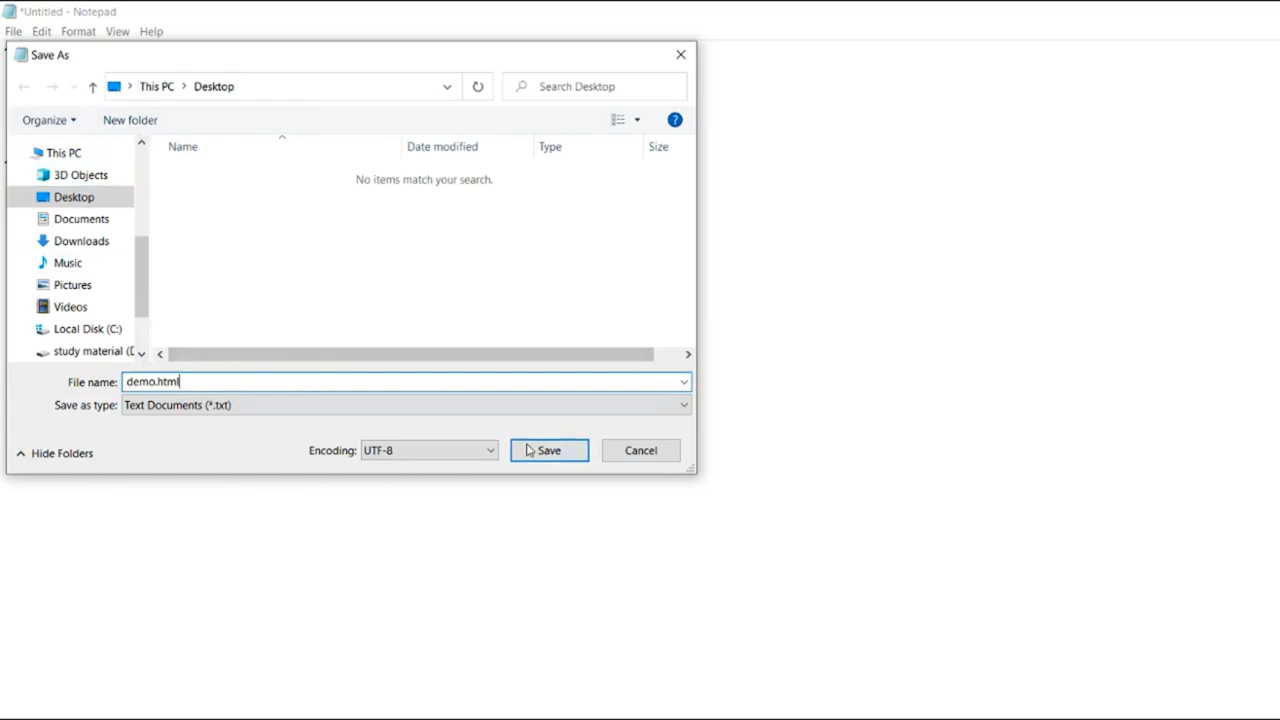 *Untitled - Notepad
File Edit Format View Help
Save As
This PC > Desktop
Search Desktop
Organize New folder
Name Date modified Type Size
No items match your search.
This PC
3D Objects
Desktop
Documents
Downloads
Music
Pictures
Videos
Local Disk (C:)
study material (D
File name: demo.html
Save as type: Text Documents (*.txt)
Hide Folders
Encoding: UTF-8
Save
Cancel